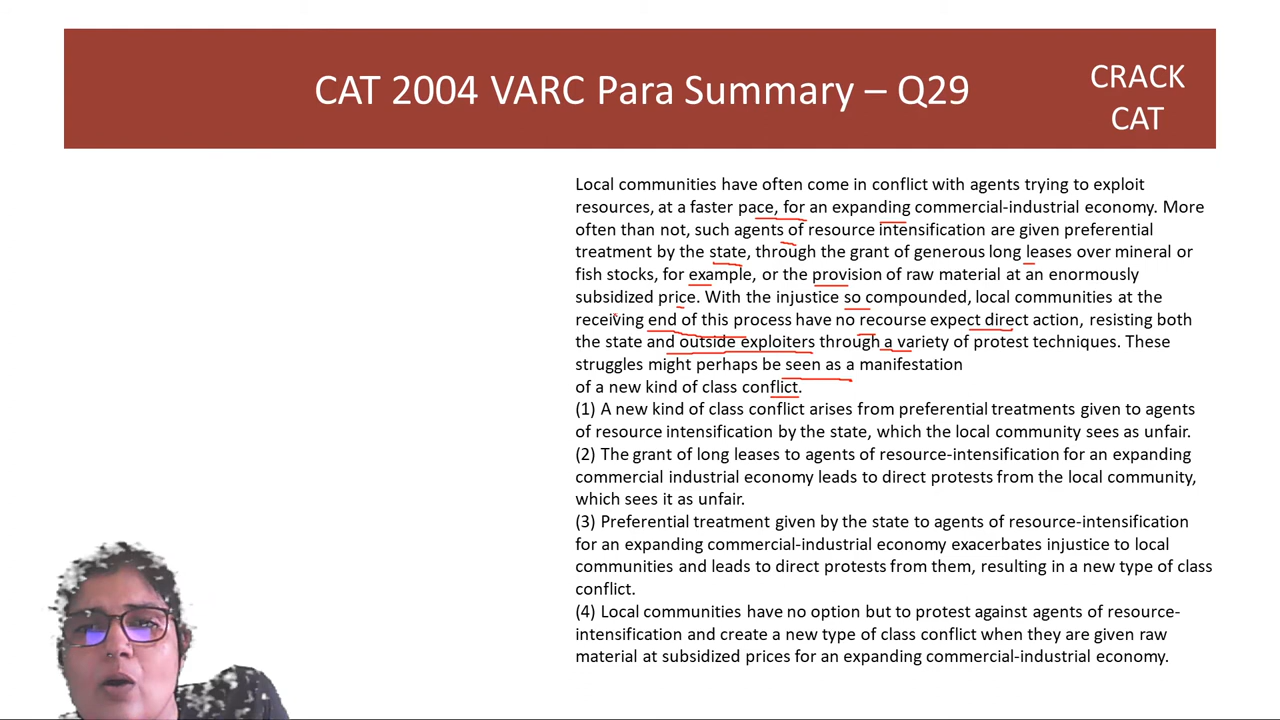 CAT 2004 VARC Para Summary – Q29
CRACK
CAT
Local communities have often come in conflict with agents trying to exploit
resources, at a faster pace, for an expanding commercial-industrial economy. More
often than not, such agents of resource intensification are given preferential
treatment by the state, through the grant of generous long leases over mineral or
fish stocks, for example, or the provision of raw material at an enormously
subsidized price. With the injustice so compounded, local communities at the
receiving end of this process have no recourse expect direct action, resisting both
the state and outside exploiters through a variety of protest techniques. These
struggles might perhaps be seen as a manifestation
of a new kind of class conflict.
(1) A new kind of class conflict arises from preferential treatments given to agents
of resource intensification by the state, which the local community sees as unfair.
(2) The grant of long leases to agents of resource-intensification for an expanding
commercial industrial economy leads to direct protests from the local community,
which sees it as unfair.
(3) Preferential treatment given by the state to agents of resource-intensification
for an expanding commercial-industrial economy exacerbates injustice to local
communities and leads to direct protests from them, resulting in a new type of class
conflict.
(4) Local communities have no option but to protest against agents of resource-
intensification and create a new type of class conflict when they are given raw
material at subsidized prices for an expanding commercial-industrial economy.